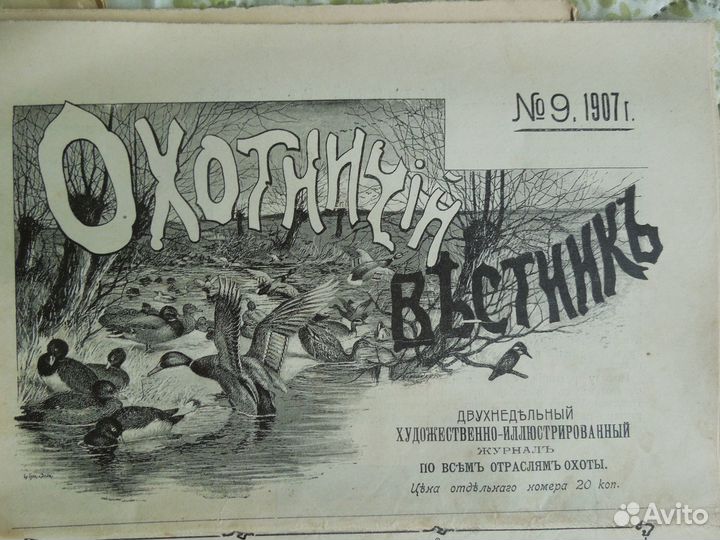 № 9, 1907 г.
Охотничій
Вѣстникъ
ДВУХНЕДѢЛЬНЫЙ
ХУДОЖЕСТВЕННО-ИЛЛЮСТРИРОВАННЫЙ
ЖУРНАЛЪ
ПО ВСѢМЪ ОТРАСЛЯМЪ ОХОТЫ.
Цѣна отдѣльнаго номера 20 коп.
Avito